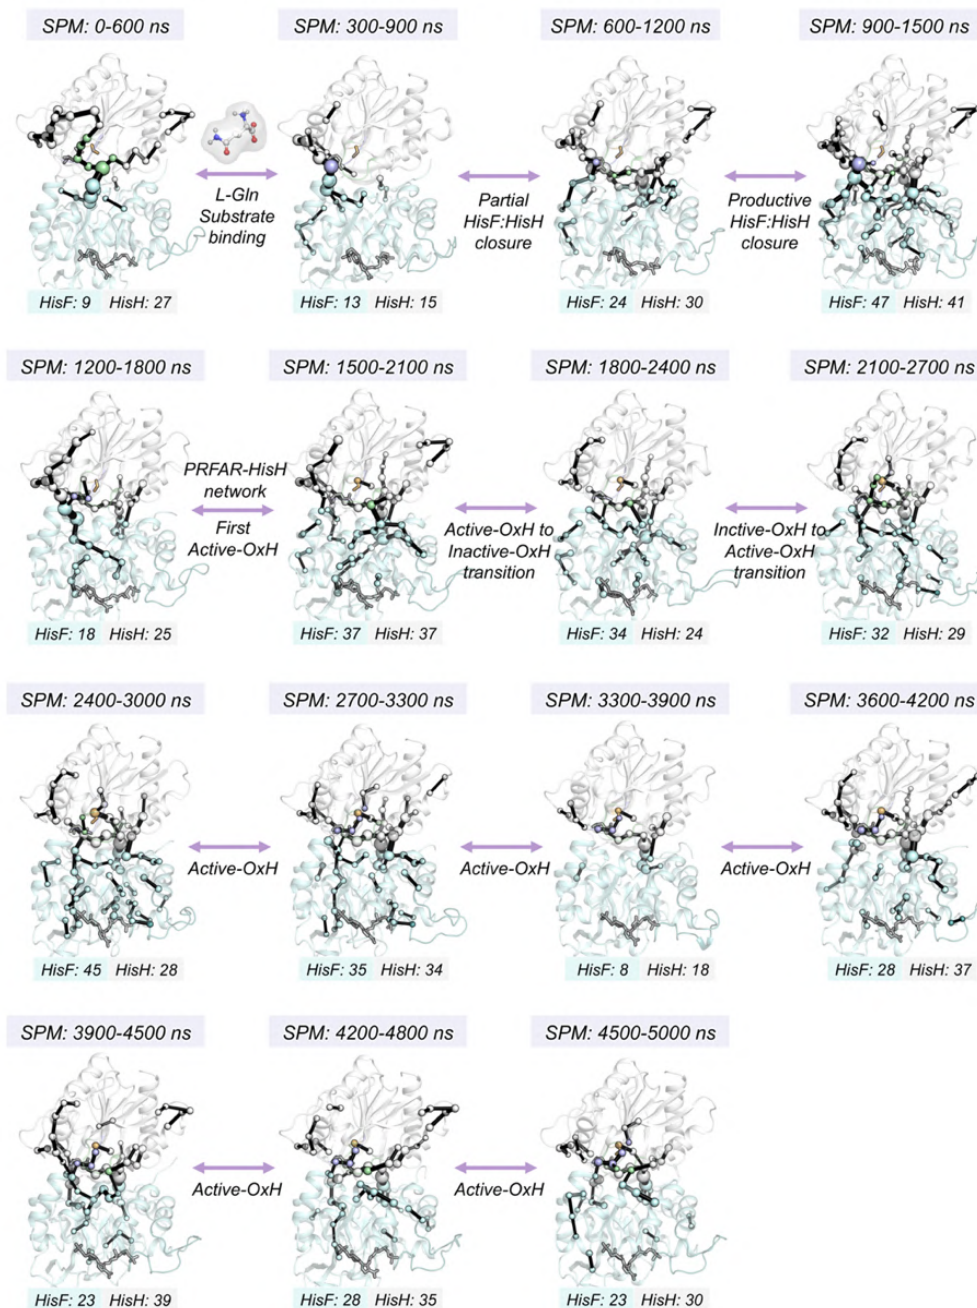 SPM: 0-600 ns
SPM: 300-900 ns
SPM: 600-1200 ns
SPM: 900-1500 ns
L-Gln
Substrate
binding
Partial
HisF:HisH
closure
Productive
HisF:HisH
closure
HisF: 9 HisH: 27
HisF: 13 HisH: 15
HisF: 24 HisH: 30
HisF: 47 HisH: 41
SPM: 1200-1800 ns
SPM: 1500-2100 ns
SPM: 1800-2400 ns
SPM: 2100-2700 ns
PRFAR-HisH
network
First
Active-OxH
Active-OxH to
Inactive-OxH
transition
Inctive-OxH to
Active-OxH
transition
HisF: 18 HisH: 25
HisF: 37 HisH: 37
HisF: 34 HisH: 24
HisF: 32 HisH: 29
SPM: 2400-3000 ns
SPM: 2700-3300 ns
SPM: 3300-3900 ns
SPM: 3600-4200 ns
Active-OxH
Active-OxH
Active-OxH
HisF: 45 HisH: 28
HisF: 35 HisH: 34
HisF: 8 HisH: 18
HisF: 28 HisH: 37
SPM: 3900-4500 ns
SPM: 4200-4800 ns
SPM: 4500-5000 ns
Active-OxH
Active-OxH
HisF: 23 HisH: 39
HisF: 28 HisH: 35
HisF: 23 HisH: 30